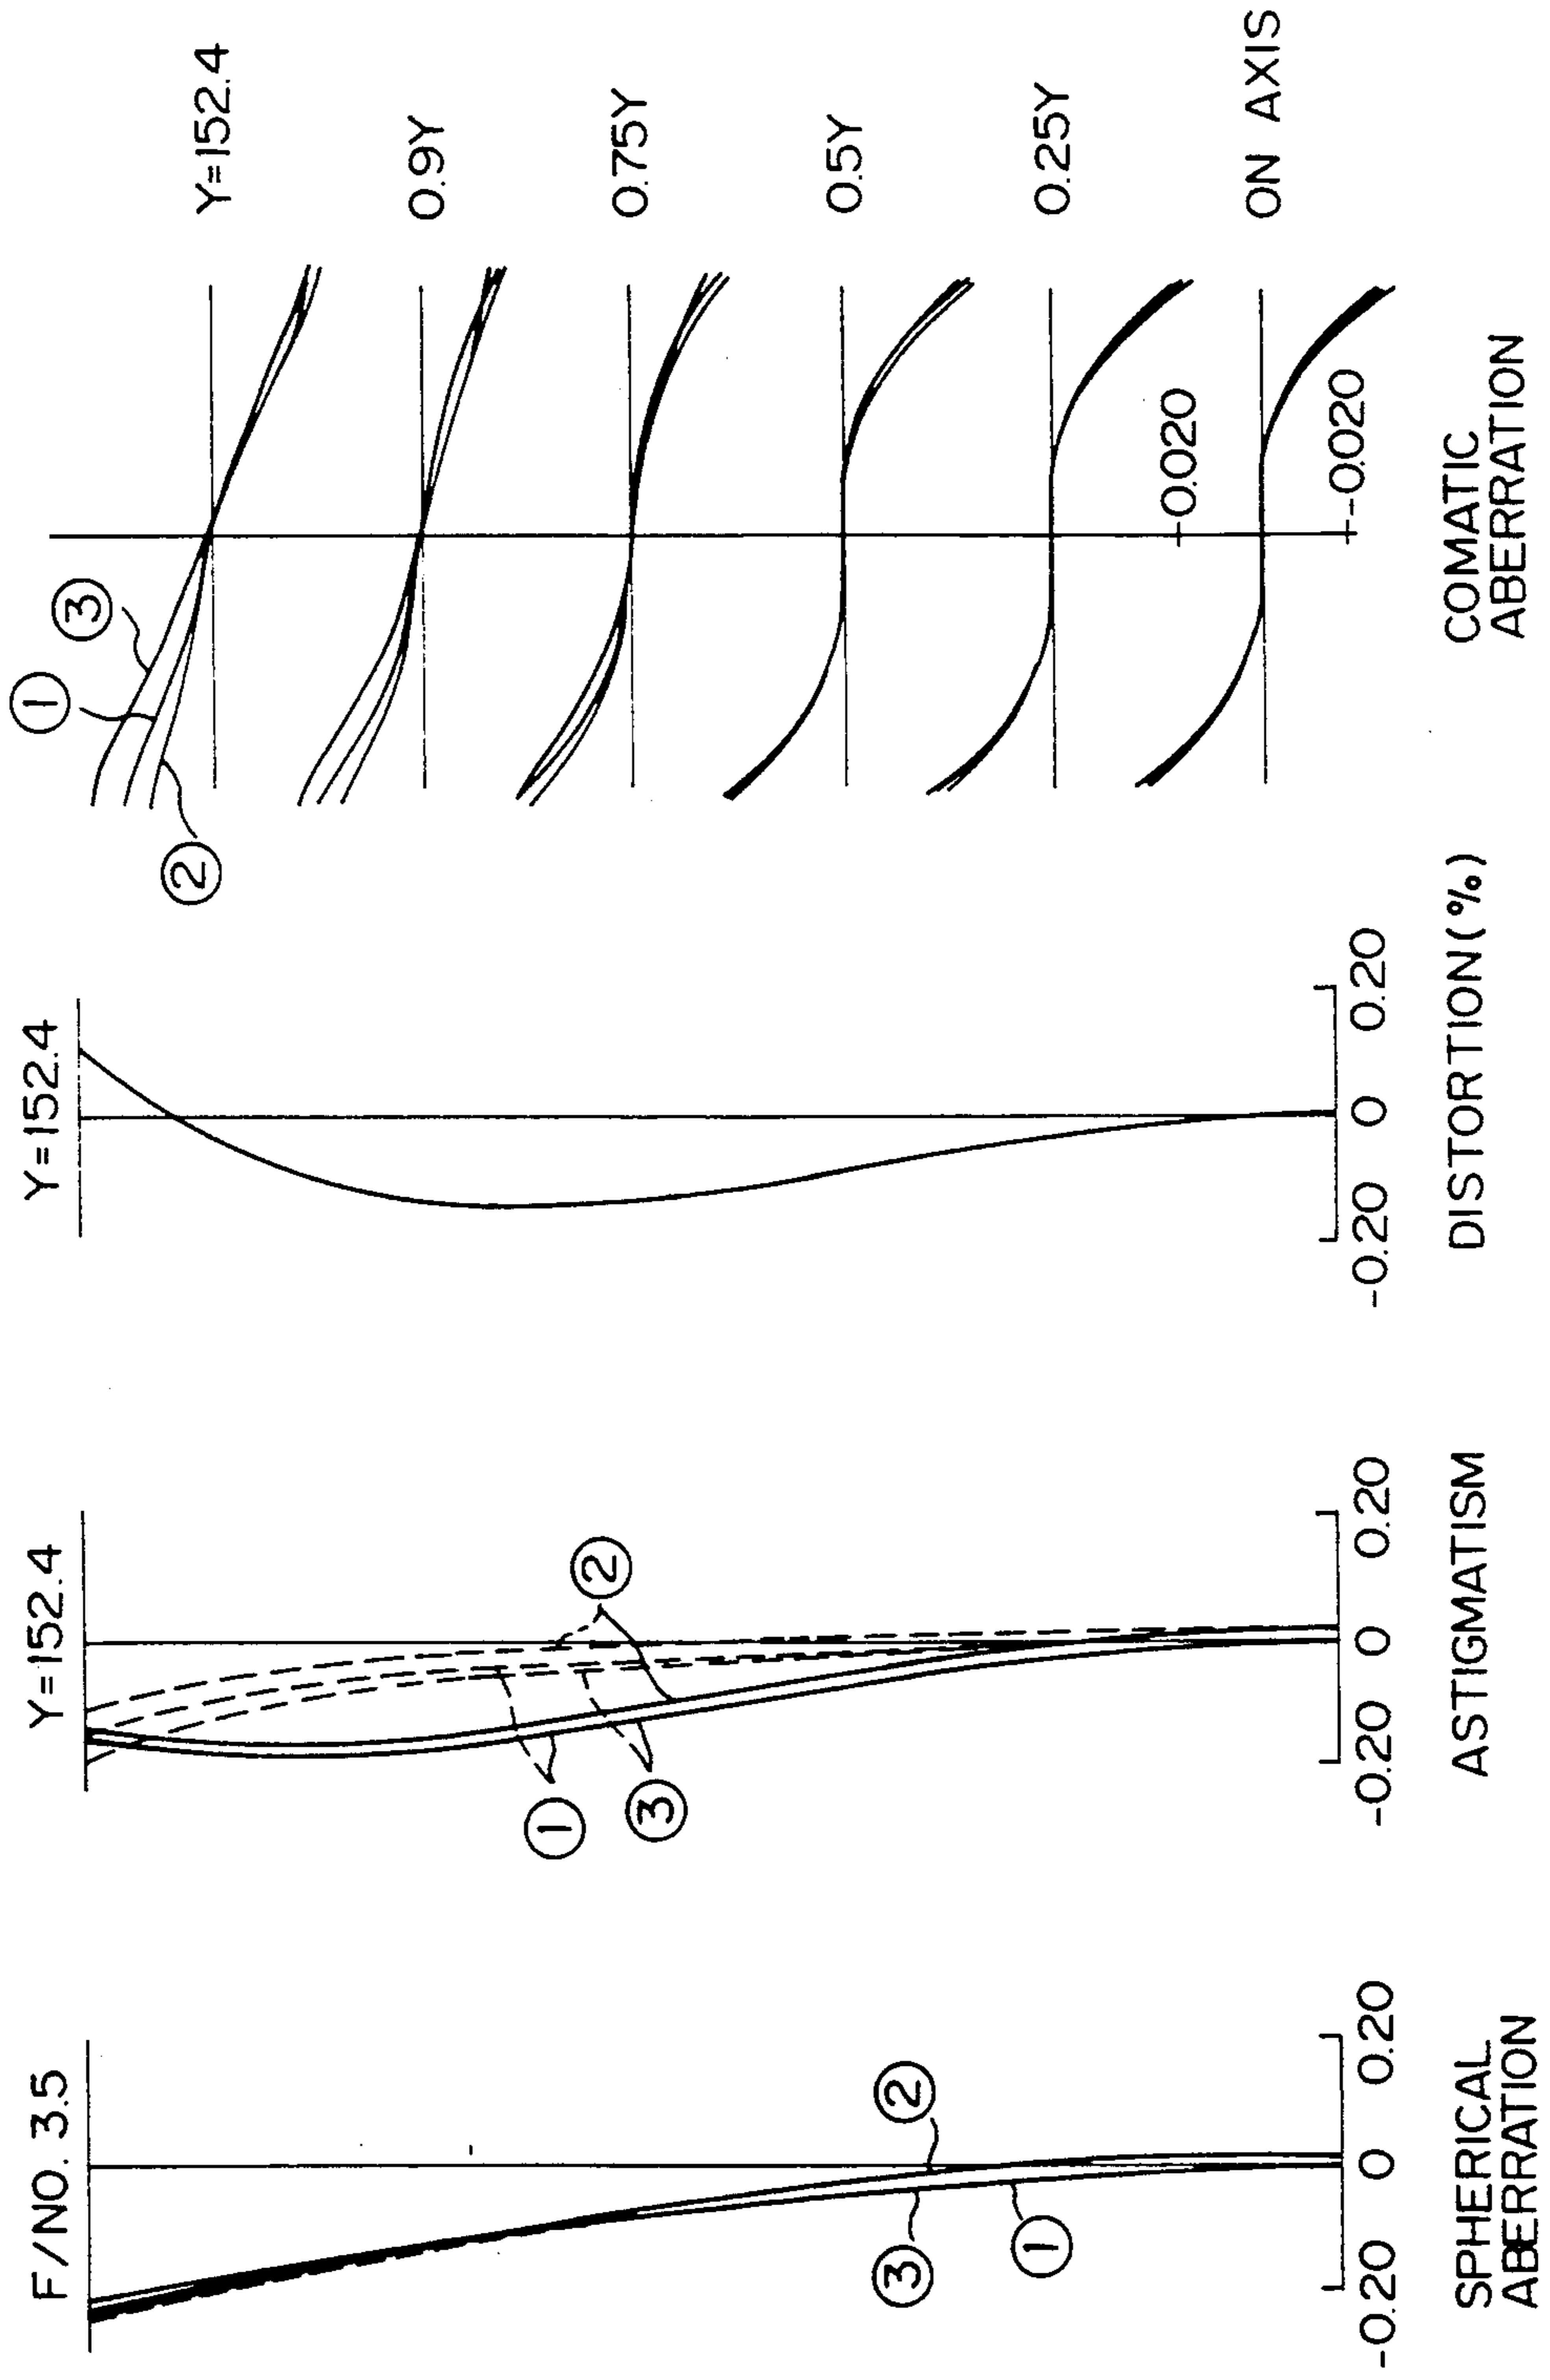 F/NO. 3.5
②
③
①
-0.20 0 0.20
SPHERICAL
ABERRATION
Y=152.4
②
①
③
-0.20 0 0.20
ASTIGMATISM
Y=152.4
-0.20 0 0.20
DISTORTION(%)
①
③
②
Y=152.4
0.9Y
0.75Y
0.5Y
0.25Y
-0.020
ON AXIS
-0.020
COMATIC
ABERRATION